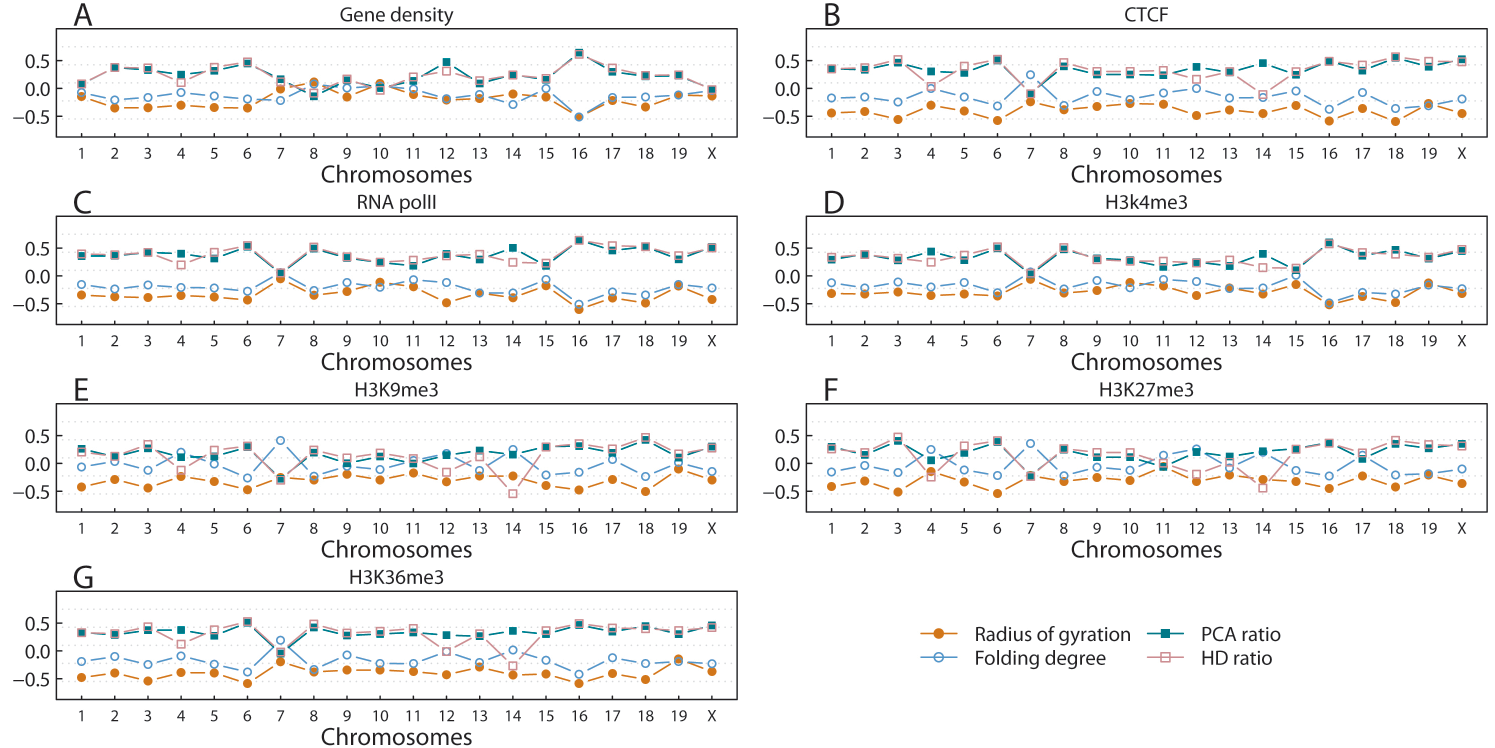 A Gene density
0.5
0.0
−0.5
1 2 3 4 5 6 7 8 9 10 11 12 13 14 15 16 17 18 19 X
Chromosomes
B CTCF
0.5
0.0
−0.5
1 2 3 4 5 6 7 8 9 10 11 12 13 14 15 16 17 18 19 X
Chromosomes
C RNA polII
0.5
0.0
−0.5
1 2 3 4 5 6 7 8 9 10 11 12 13 14 15 16 17 18 19 X
Chromosomes
D H3k4me3
0.5
0.0
−0.5
1 2 3 4 5 6 7 8 9 10 11 12 13 14 15 16 17 18 19 X
Chromosomes
E H3K9me3
0.5
0.0
−0.5
1 2 3 4 5 6 7 8 9 10 11 12 13 14 15 16 17 18 19 X
Chromosomes
F H3K27me3
0.5
0.0
−0.5
1 2 3 4 5 6 7 8 9 10 11 12 13 14 15 16 17 18 19 X
Chromosomes
G H3K36me3
0.5
0.0
−0.5
1 2 3 4 5 6 7 8 9 10 11 12 13 14 15 16 17 18 19 X
Chromosomes
Radius of gyration PCA ratio
Folding degree HD ratio